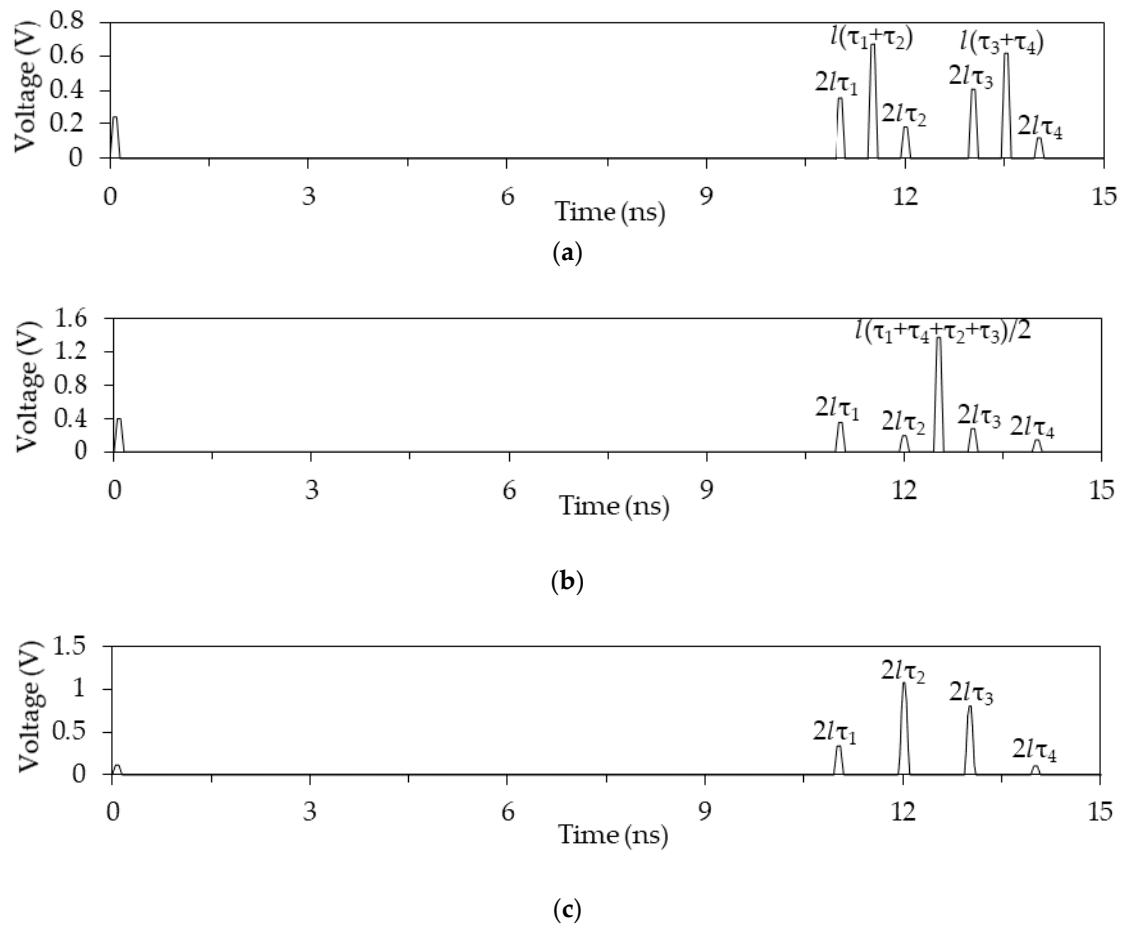 0.8
l(τ₁+τ₂)
l(τ₃+τ₄)
0.6
2lτ₁
2lτ₃
0.4
2lτ₂
0.2
2lτ₄
0
Voltage (V)
0 3 6 9 12 15
Time (ns)
(a)
1.6
l(τ₁+τ₄+τ₂+τ₃)/2
1.2
0.8
2lτ₁
2lτ₂
2lτ₃
2lτ₄
0.4
0
Voltage (V)
0 3 6 9 12 15
Time (ns)
(b)
1.5
2lτ₂
2lτ₃
1
2lτ₁
0.5
2lτ₄
0
Voltage (V)
0 3 6 9 12 15
Time (ns)
(c)